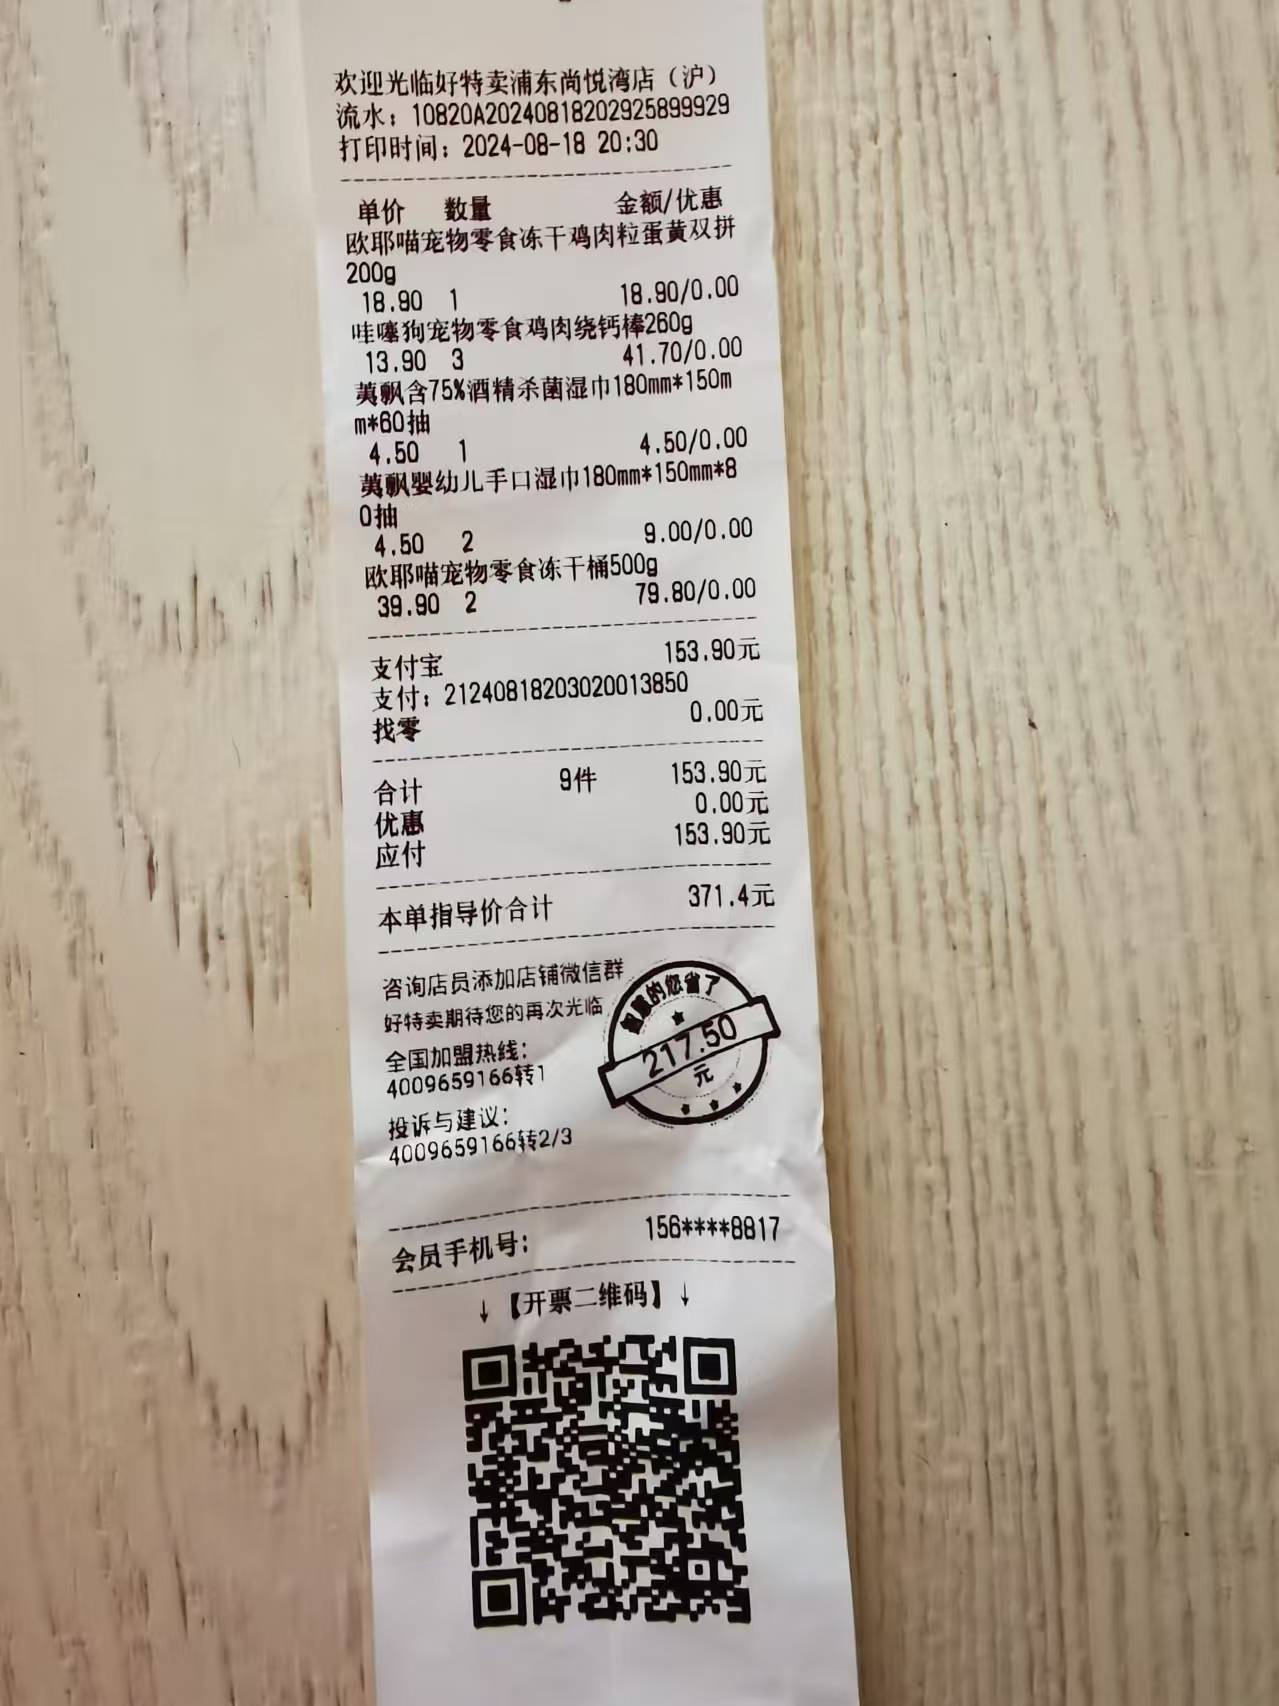 欢迎光临好特卖浦东尚悦湾店（沪）
流水：10820A20240818202925899929
打印时间：2024-08-18 20:30
单价 数量 金额/优惠
欧耶喵宠物零食冻干鸡肉粒蛋黄双拼
200g
18.90 1 18.90/0.00
哇噻狗宠物零食鸡肉绕钙棒260g
13.90 3 41.70/0.00
荑飘含75%酒精杀菌湿巾180mm*150m
m*60抽
4.50 1 4.50/0.00
荑飘婴幼儿手口湿巾180mm*150mm*8
0抽
4.50 2 9.00/0.00
欧耶喵宠物零食冻干桶500g
39.90 2 79.80/0.00
支付宝 153.90元
支付：21240818203020013850
找零 0.00元
合计 9件 153.90元
优惠 0.00元
应付 153.90元
本单指导价合计 371.4元
咨询店员添加店铺微信群
好特卖期待您的再次光临
全国加盟热线：
4009659166转1
投诉与建议：
4009659166转2/3
智慧的您省了
217.50
元
会员手机号： 156****8817
↓【开票二维码】↓